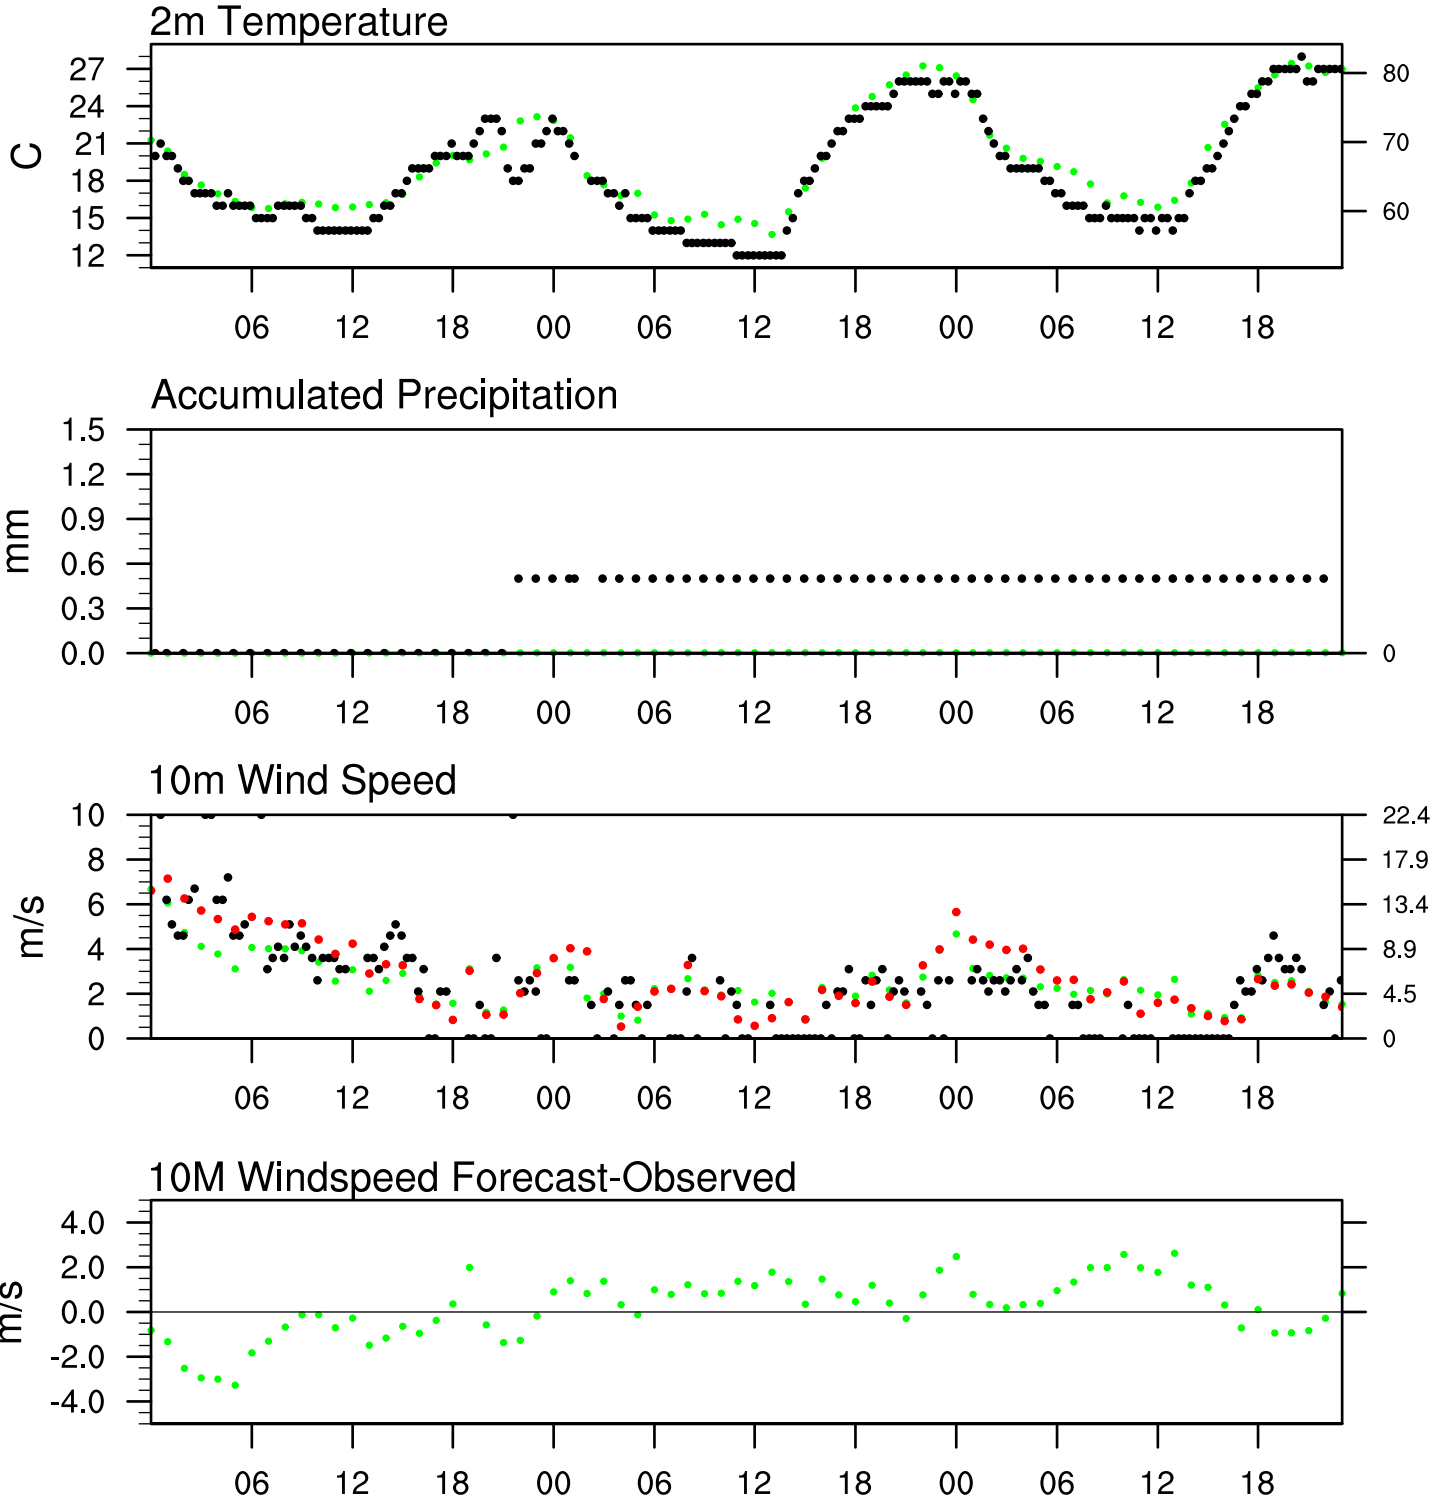 2m Temperature
27
24
21
18
15
12
C
80
70
60
06 12 18 00 06 12 18 00 06 12 18
Accumulated Precipitation
1.5
1.2
0.9
0.6
0.3
0.0
mm
0
06 12 18 00 06 12 18 00 06 12 18
10m Wind Speed
10
8
6
4
2
0
m/s
22.4
17.9
13.4
8.9
4.5
0
06 12 18 00 06 12 18 00 06 12 18
10M Windspeed Forecast-Observed
4.0
2.0
0.0
-2.0
-4.0
m/s
06 12 18 00 06 12 18 00 06 12 18